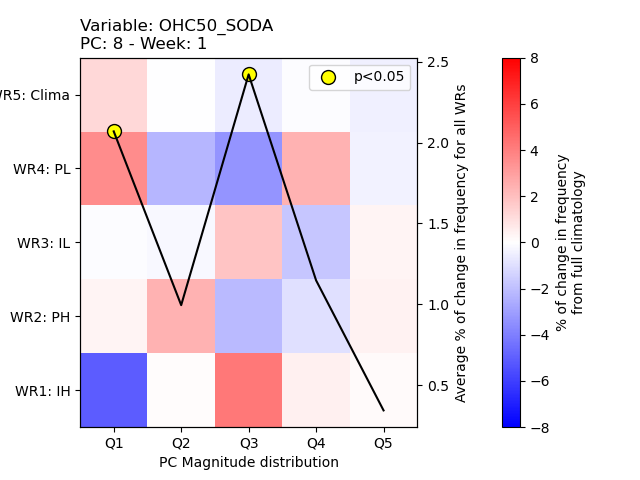 Variable: OHC50_SODA
PC: 8 - Week: 1
p<0.05
WR5: Clima
WR4: PL
WR3: IL
WR2: PH
WR1: IH
Q1 Q2 Q3 Q4 Q5
PC Magnitude distribution
2.5
2.0
1.5
1.0
0.5
Average % of change in frequency for all WRs
8
6
4
2
0
−2
−4
−6
−8
% of change in frequency
from full climatology